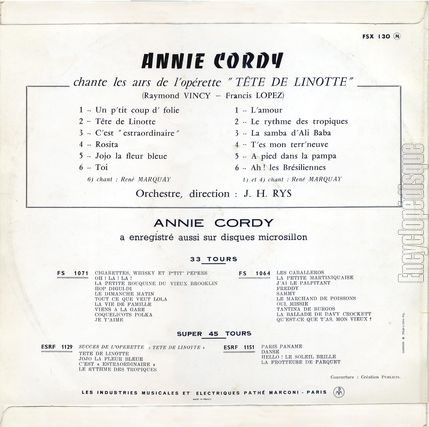 FSX 130 M
ANNIE CORDY
chante les airs de l'opérette " TÊTE DE LINOTTE "
(Raymond VINCY - Francis LOPEZ)
1 - Un p'tit coup d' folie
2 - Tête de Linotte
3 - C'est " estraordinaire "
4 - Rosita
5 - Jojo la fleur bleue
6 - Toi
6) chant : René MARQUAY
1 - L'amour
2 - Le rythme des tropiques
3 - La samba d'Ali Baba
4 - T'es mon terr'neuve
5 - A pied dans la pampa
6 - Ah ! les Brésiliennes
1) et 4) chant : René MARQUAY
Orchestre, direction : J. H. RYS
ANNIE CORDY
a enregistré aussi sur disques microsillon
33 TOURS
FS 1071 CIGARETTES, WHISKY ET P'TIT' PEPEES
OH ! LA ! LA !
LA PETITE ROUQUINE DU VIEUX BROOKLIN
HOP DIGUIDI
LE DIMANCHE MATIN
TOUT CE QUE VEUT LOLA
LA VIE DE FAMILLE
VIENS A LA GARE
COQUELICOTS POLKA
JE T'AIME
FS 1064 LES CABALLEROS
LA PETITE MARTINIQUAISE
J'AI LE PALPITANT
FREDDY
SAMMY
LE MARCHAND DE POISSONS
OUI MISSIE
TANTINA DE BURGOS
LA BALLADE DE DAVY CROCKETT
QU'EST-CE QUE T'AS, MON VIEUX !
SUPER 45 TOURS
ESRF 1129 SUCCES DE L'OPERETTE « TETE DE LINOTTE »
TETE DE LINOTTE
JOJO LA FLEUR BLEUE
C'EST « ESTRAORDINAIRE »
LE RYTHME DES TROPIQUES
ESRF 1151 PARIS PANAME
DANSE
HELLO ! LE SOLEIL BRILLE
LA FROTTEUSE DE PARQUET
Couverture : Création PUBLICIS.
LES INDUSTRIES MUSICALES ET ELECTRIQUES PATHÉ MARCONI - PARIS
Encyclopédisque